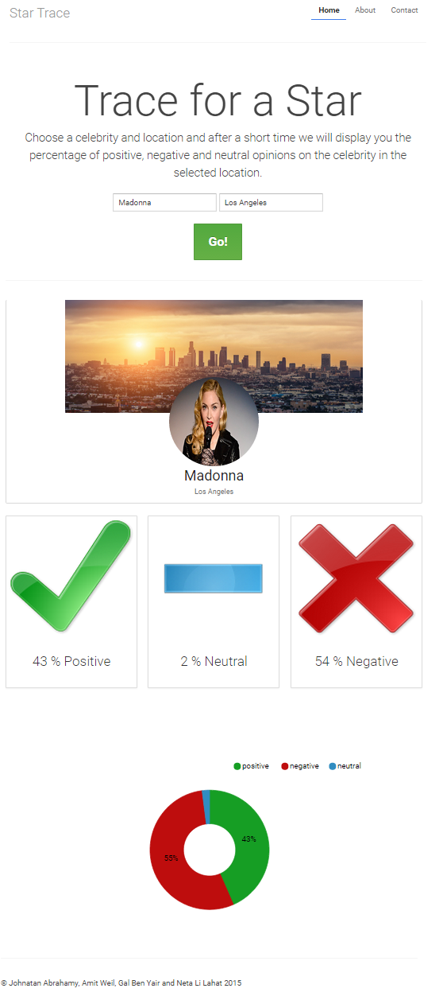 Star Trace
Home About Contact
Trace for a Star
Choose a celebrity and location and after a short time we will display you the
percentage of positive, negative and neutral opinions on the celebrity in the
selected location.
Madonna Los Angeles
Go!
Madonna
Los Angeles
43 % Positive 2 % Neutral 54 % Negative
positive negative neutral
43%
55%
© Johnatan Abrahamy, Amit Weil, Gal Ben Yair and Neta Li Lahat 2015